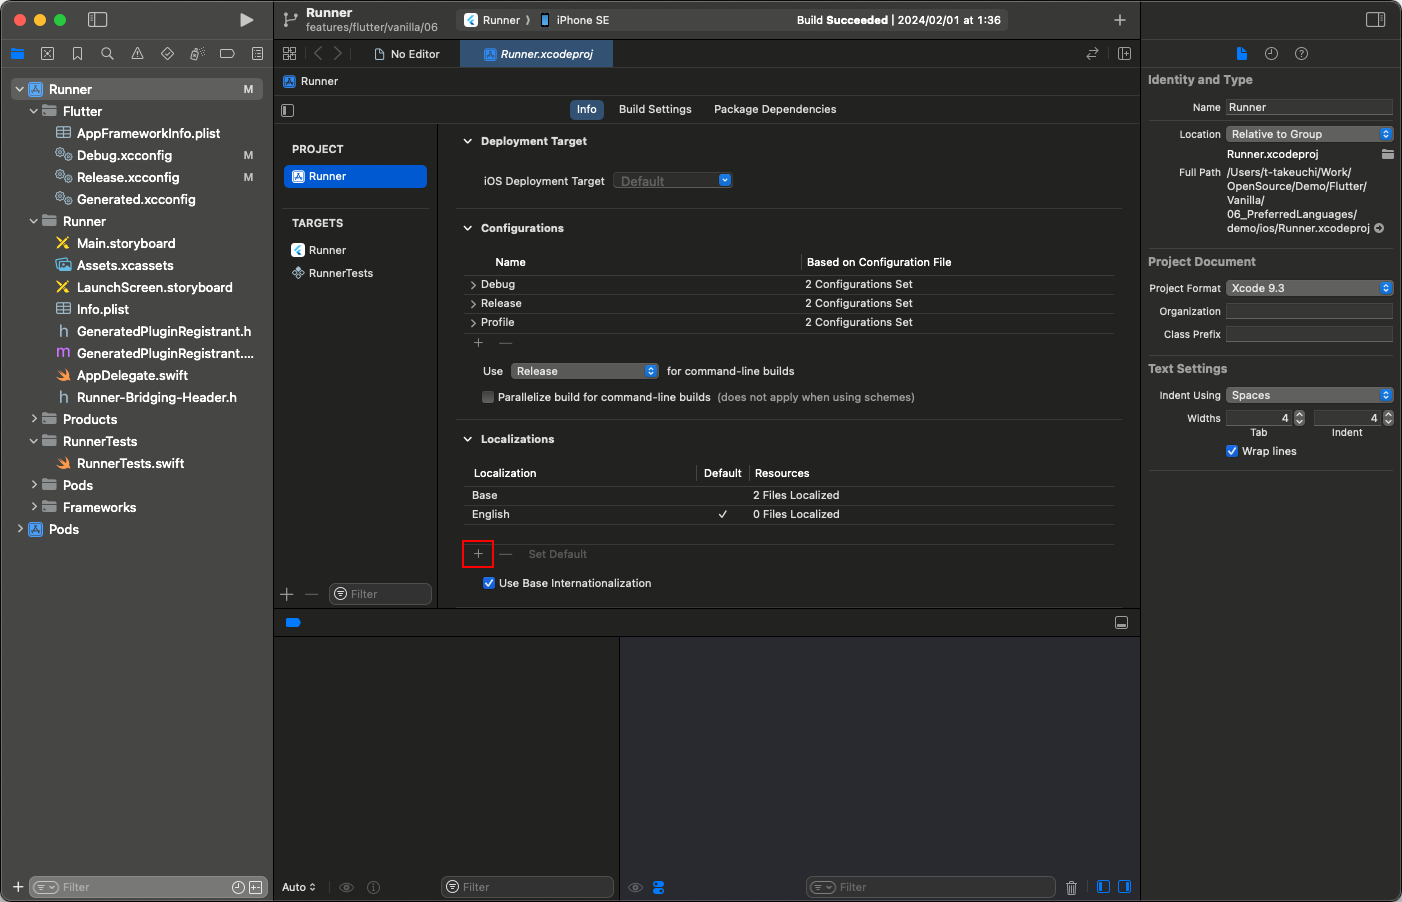 Runner
features/flutter/vanilla/06
Runner
iPhone SE
Build Succeeded | 2024/02/01 at 1:36
No Editor
Runner.xcodeproj
Runner
Info
Build Settings
Package Dependencies
Runner
M
Flutter
AppFrameworkInfo.plist
Debug.xcconfig
M
Release.xcconfig
M
Generated.xcconfig
Runner
Main.storyboard
Assets.xcassets
LaunchScreen.storyboard
Info.plist
GeneratedPluginRegistrant.h
GeneratedPluginRegistrant....
AppDelegate.swift
Runner-Bridging-Header.h
Products
RunnerTests
RunnerTests.swift
Pods
Frameworks
Pods
Filter
PROJECT
Runner
TARGETS
Runner
RunnerTests
Filter
Deployment Target
iOS Deployment Target
Default
Configurations
Name
Based on Configuration File
Debug
2 Configurations Set
Release
2 Configurations Set
Profile
2 Configurations Set
Use
Release
for command-line builds
Parallelize build for command-line builds (does not apply when using schemes)
Localizations
Localization
Default
Resources
Base
2 Files Localized
English
0 Files Localized
Set Default
Use Base Internationalization
Auto
Filter
Filter
Identity and Type
Name
Runner
Location
Relative to Group
Runner.xcodeproj
Full Path
/Users/t-takeuchi/Work/
OpenSource/Demo/Flutter/
Vanilla/
06_PreferredLanguages/
demo/ios/Runner.xcodeproj
Project Document
Project Format
Xcode 9.3
Organization
Class Prefix
Text Settings
Indent Using
Spaces
Widths
4
4
Tab
Indent
Wrap lines